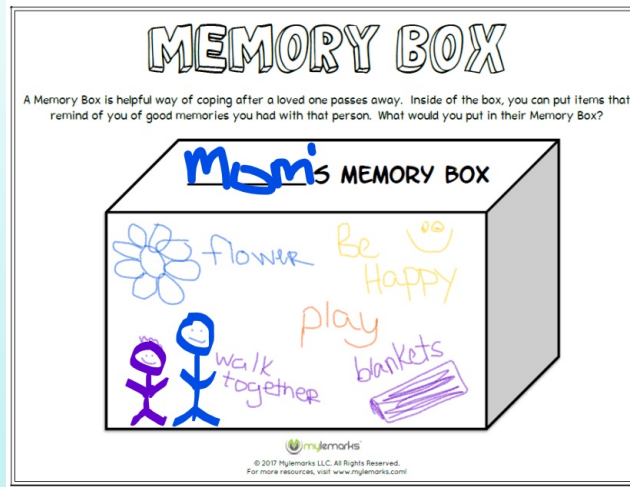 MEMORY BOX
A Memory Box is helpful way of coping after a loved one passes away. Inside of the box, you can put items that
remind of you of good memories you had with that person. What would you put in their Memory Box?
Mom's MEMORY BOX
flower
Be
Happy
play
walk
together
blankets
mylemarks
© 2017 Mylemarks LLC. All Rights Reserved.
For more resources, visit www.mylemarks.com!